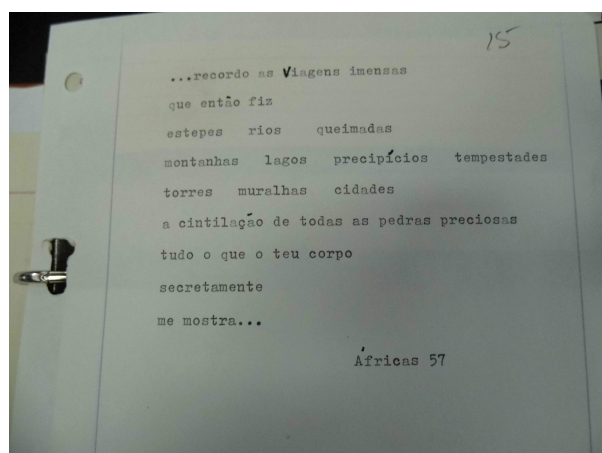 15
...recordo as Viagens imensas
que então fiz
estepes rios queimadas
montanhas lagos precipícios tempestades
torres muralhas cidades
a cintilação de todas as pedras preciosas
tudo o que o teu corpo
secretamente
me mostra...
Áfricas 57